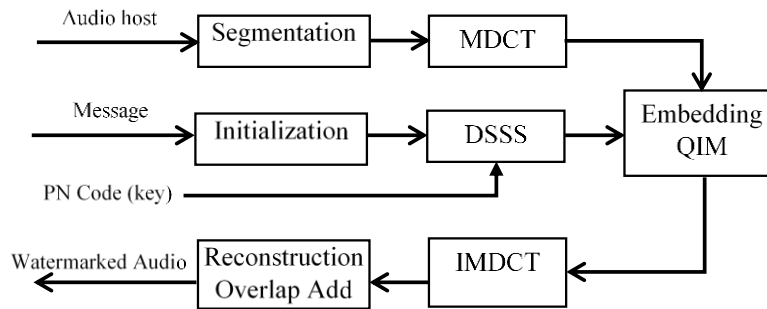 Audio host
Segmentation
MDCT
Message
Initialization
DSSS
Embedding
QIM
PN Code (key)
Watermarked Audio
Reconstruction
Overlap Add
IMDCT